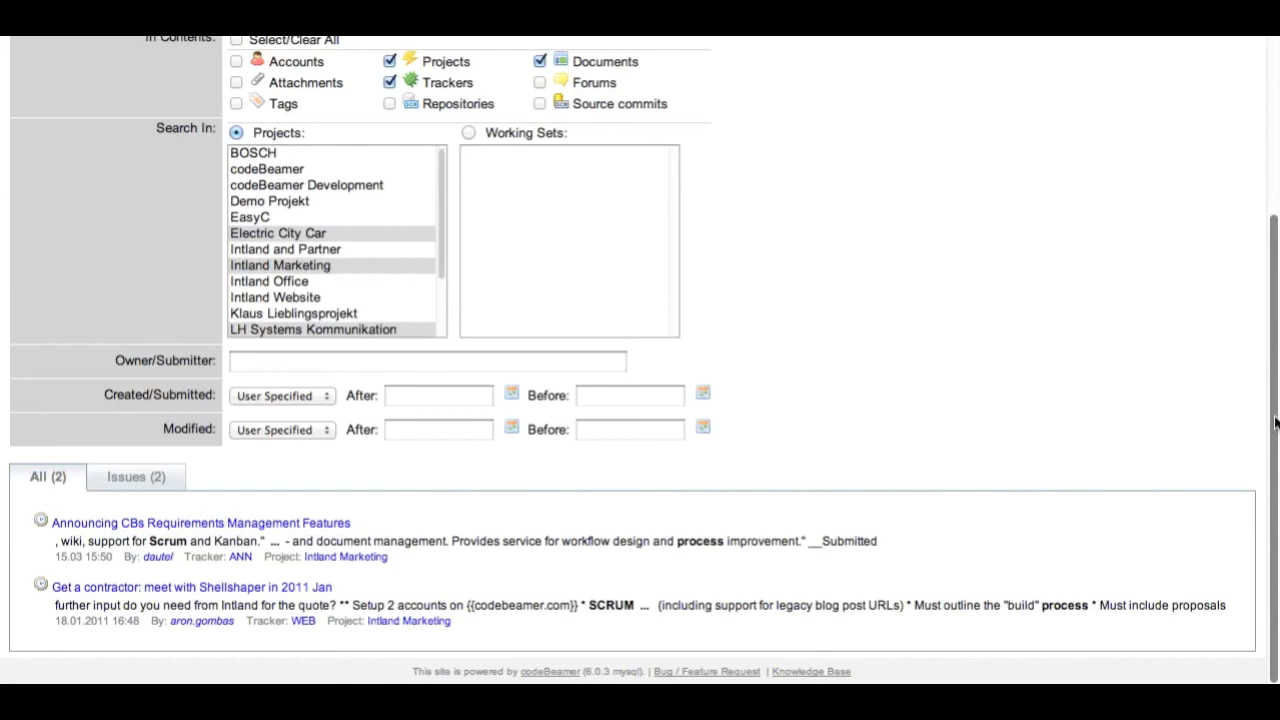 In Contents: Select/Clear All
Accounts Projects Documents
Attachments Trackers Forums
Tags Repositories Source commits
Search In: Projects: Working Sets:
BOSCH
codeBeamer
codeBeamer Development
Demo Projekt
EasyC
Electric City Car
Intland and Partner
Intland Marketing
Intland Office
Intland Website
Klaus Lieblingsprojekt
LH Systems Kommunikation
Owner/Submitter:
Created/Submitted: User Specified After: Before:
Modified: User Specified After: Before:
All (2) Issues (2)
Announcing CBs Requirements Management Features
, wiki, support for Scrum and Kanban." ... - and document management. Provides service for workflow design and process improvement." __Submitted
15.03 15:50 By: dautel Tracker: ANN Project: Intland Marketing
Get a contractor: meet with Shellshaper in 2011 Jan
further input do you need from Intland for the quote? ** Setup 2 accounts on {{codebeamer.com}} * SCRUM ... (including support for legacy blog post URLs) * Must outline the "build" process * Must include proposals
18.01.2011 16:48 By: aron.gombas Tracker: WEB Project: Intland Marketing
This site is powered by codeBeamer (6.0.3 mysql). | Bug / Feature Request | Knowledge Base